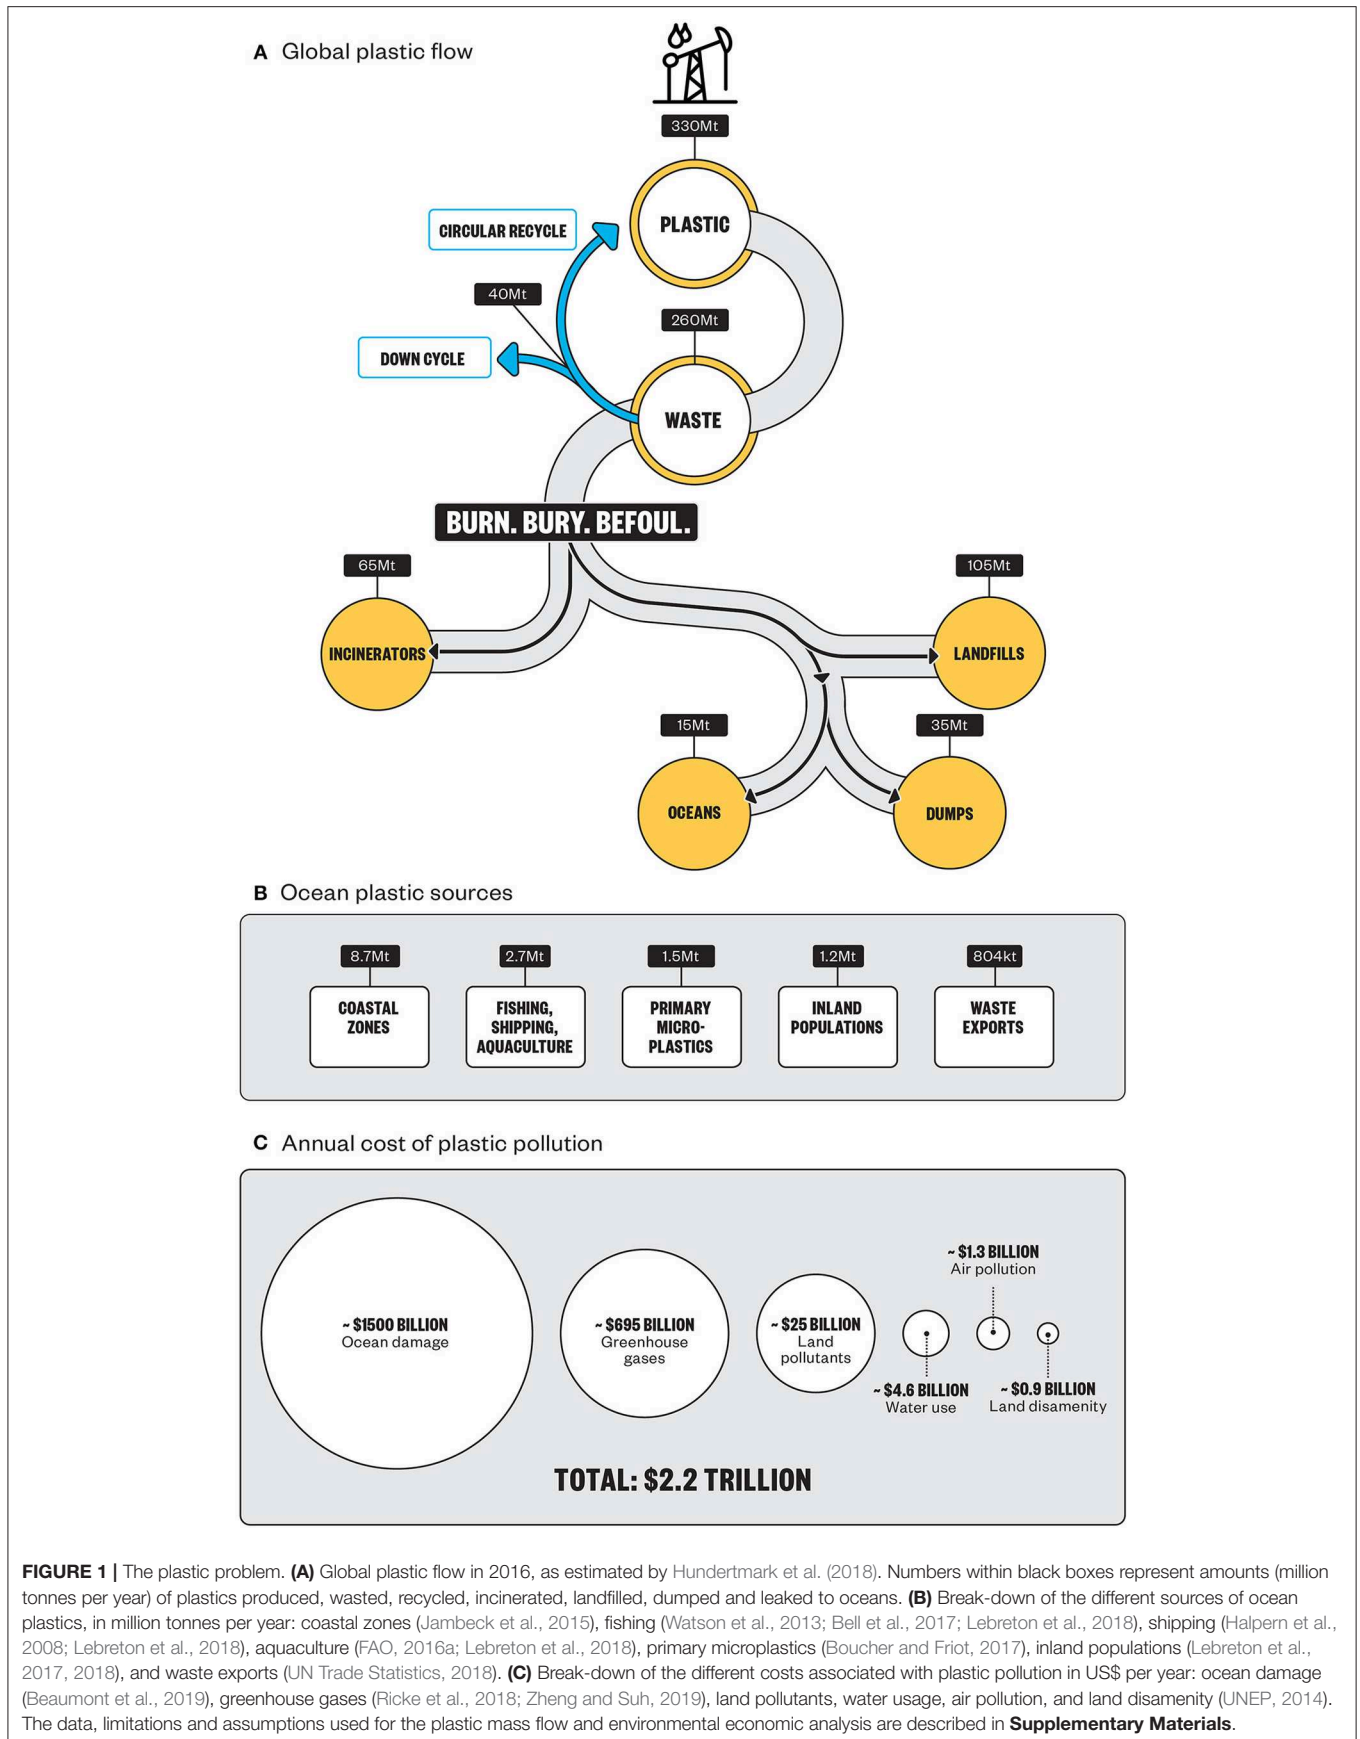 A Global plastic flow
330Mt
PLASTIC
CIRCULAR RECYCLE
40Mt
260Mt
DOWN CYCLE
WASTE
BURN. BURY. BEFOUL.
65Mt
105Mt
INCINERATORS
LANDFILLS
15Mt
35Mt
OCEANS
DUMPS
B Ocean plastic sources
8.7Mt
COASTAL
ZONES
2.7Mt
FISHING,
SHIPPING,
AQUACULTURE
1.5Mt
PRIMARY
MICRO-
PLASTICS
1.2Mt
INLAND
POPULATIONS
804kt
WASTE
EXPORTS
C Annual cost of plastic pollution
~ $1500 BILLION
Ocean damage
~ $695 BILLION
Greenhouse
gases
~ $25 BILLION
Land
pollutants
~ $4.6 BILLION
Water use
~ $1.3 BILLION
Air pollution
~ $0.9 BILLION
Land disamenity
TOTAL: $2.2 TRILLION
FIGURE 1 | The plastic problem. (A) Global plastic flow in 2016, as estimated by Hundertmark et al. (2018). Numbers within black boxes represent amounts (million
tonnes per year) of plastics produced, wasted, recycled, incinerated, landfilled, dumped and leaked to oceans. (B) Break-down of the different sources of ocean
plastics, in million tonnes per year: coastal zones (Jambeck et al., 2015), fishing (Watson et al., 2013; Bell et al., 2017; Lebreton et al., 2018), shipping (Halpern et al.,
2008; Lebreton et al., 2018), aquaculture (FAO, 2016a; Lebreton et al., 2018), primary microplastics (Boucher and Friot, 2017), inland populations (Lebreton et al.,
2017, 2018), and waste exports (UN Trade Statistics, 2018). (C) Break-down of the different costs associated with plastic pollution in US$ per year: ocean damage
(Beaumont et al., 2019), greenhouse gases (Ricke et al., 2018; Zheng and Suh, 2019), land pollutants, water usage, air pollution, and land disamenity (UNEP, 2014).
The data, limitations and assumptions used for the plastic mass flow and environmental economic analysis are described in Supplementary Materials.